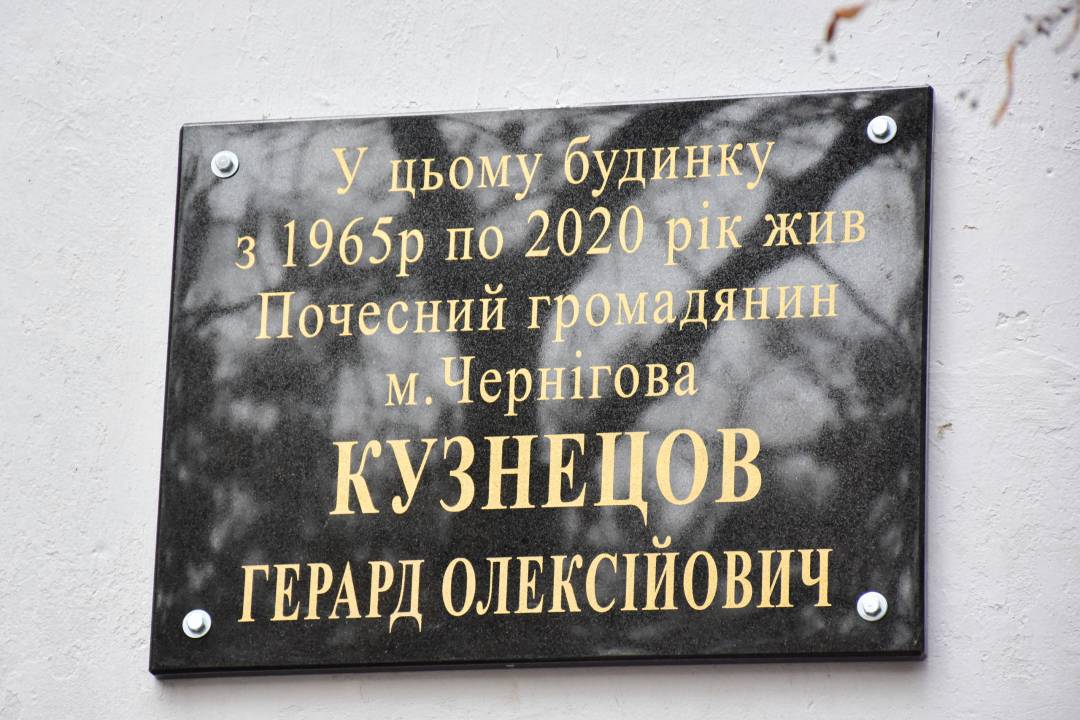 У цьому будинку
з 1965р по 2020 рік жив
Почесний громадянин
м.Чернігова
КУЗНЕЦОВ
ГЕРАРД ОЛЕКСІЙОВИЧ